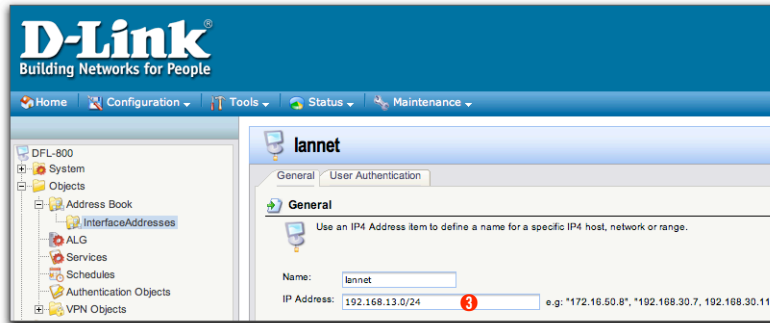 D-Link®
Building Networks for People
Home Configuration Tools Status Maintenance
DFL-800
System
Objects
Address Book
InterfaceAddresses
ALG
Services
Schedules
Authentication Objects
VPN Objects
lannet
General User Authentication
General
Use an IP4 Address item to define a name for a specific IP4 host, network or range.
Name: lannet
IP Address: 192.168.13.0/24 3 e.g: "172.16.50.8", "192.168.30.7, 192.168.30.11